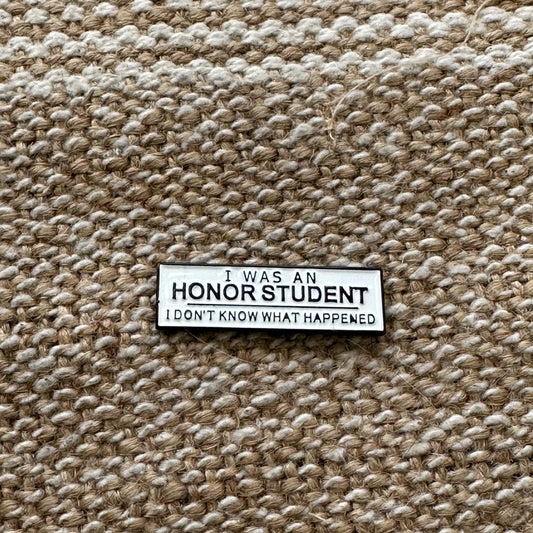 I WAS AN
HONOR STUDENT
I DON'T KNOW WHAT HAPPENED